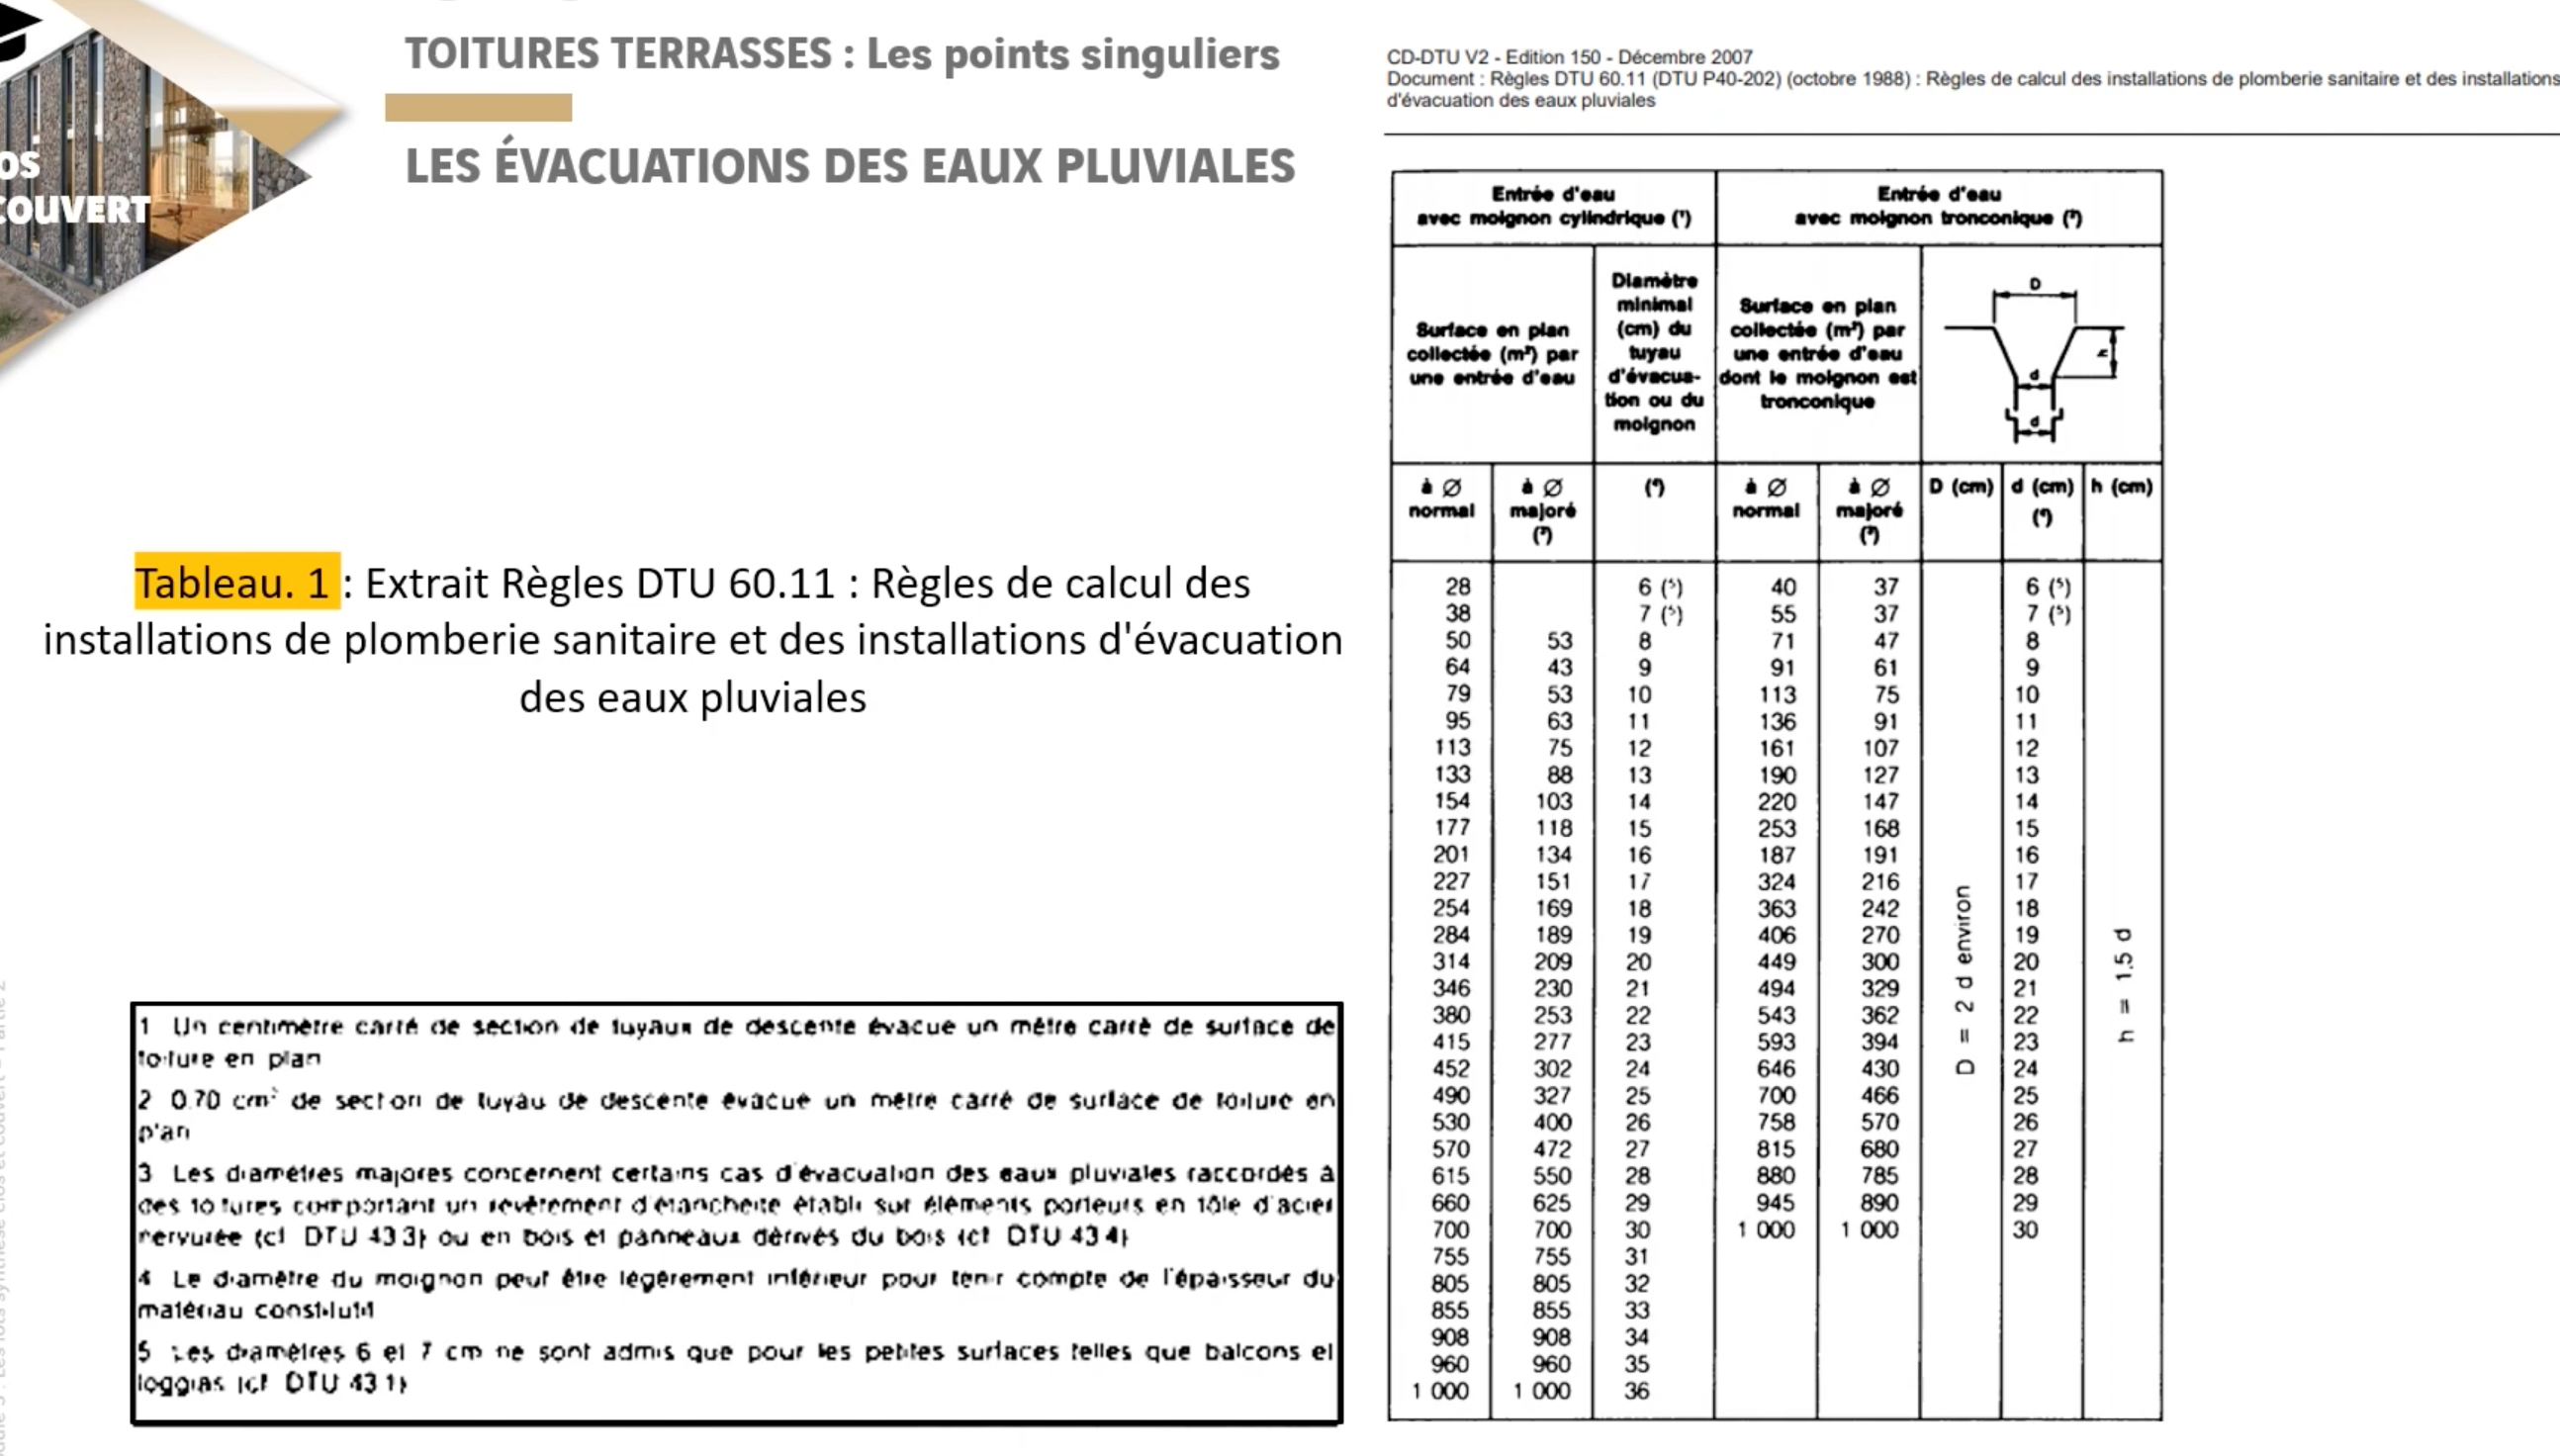 OS
COUVERT
TOITURES TERRASSES : Les points singuliers
LES ÉVACUATIONS DES EAUX PLUVIALES
Tableau. 1 : Extrait Règles DTU 60.11 : Règles de calcul des
installations de plomberie sanitaire et des installations d'évacuation
des eaux pluviales
1 Un centimètre carré de section de tuyaux de descente évacue un mètre carré de surface de
toiture en plan
2 0.70 cm² de section de tuyau de descente évacue un mètre carré de surface de toiture en
plan
3 Les diamètres majorés concernent certains cas d'évacuation des eaux pluviales raccordés à
des toitures comportant un revêtement d'étanchéité établi sur éléments porteurs en tôle d'acier
nervurée (cf DTU 43 3) ou en bois et panneaux dérivés du bois (cf DTU 43 4)
4 Le diamètre du moignon peut être légèrement inférieur pour tenir compte de l'épaisseur du
matériau constitutif
5 Les diamètres 6 et 7 cm ne sont admis que pour les petites surfaces telles que balcons et
loggias (cf DTU 43 1)
CD-DTU V2 - Edition 150 - Décembre 2007
Document : Règles DTU 60.11 (DTU P40-202) (octobre 1988) : Règles de calcul des installations de plomberie sanitaire et des installations
d'évacuation des eaux pluviales
Entrée d'eau
avec moignon cylindrique (¹)
Entrée d'eau
avec moignon tronconique (²)
Surface en plan
collectée (m²) par
une entrée d'eau
Diamètre
minimal
(cm) du
tuyau
d'évacua-
tion ou du
moignon
Surface en plan
collectée (m²) par
une entrée d'eau
dont le moignon est
tronconique
D
h
d
d
à Ø normal à Ø majoré (³) (⁴) à Ø normal à Ø majoré (³) D (cm) d (cm) (⁴) h (cm)
28 6 (⁵) 40 37 6 (⁵)
38 7 (⁵) 55 37 7 (⁵)
50 53 8 71 47 8
64 43 9 91 61 9
79 53 10 113 75 10
95 63 11 136 91 11
113 75 12 161 107 12
133 88 13 190 127 13
154 103 14 220 147 14
177 118 15 253 168 15
201 134 16 187 191 16
227 151 17 324 216 17
254 169 18 363 242 18
284 189 19 406 270 19
314 209 20 449 300 20
346 230 21 494 329 21
380 253 22 543 362 22
415 277 23 593 394 23
452 302 24 646 430 24
490 327 25 700 466 25
530 400 26 758 570 26
570 472 27 815 680 27
615 550 28 880 785 28
660 625 29 945 890 29
700 700 30 1 000 1 000 30
755 755 31
805 805 32
855 855 33
908 908 34
960 960 35
1 000 1 000 36
D = 2 d environ
h = 1.5 d